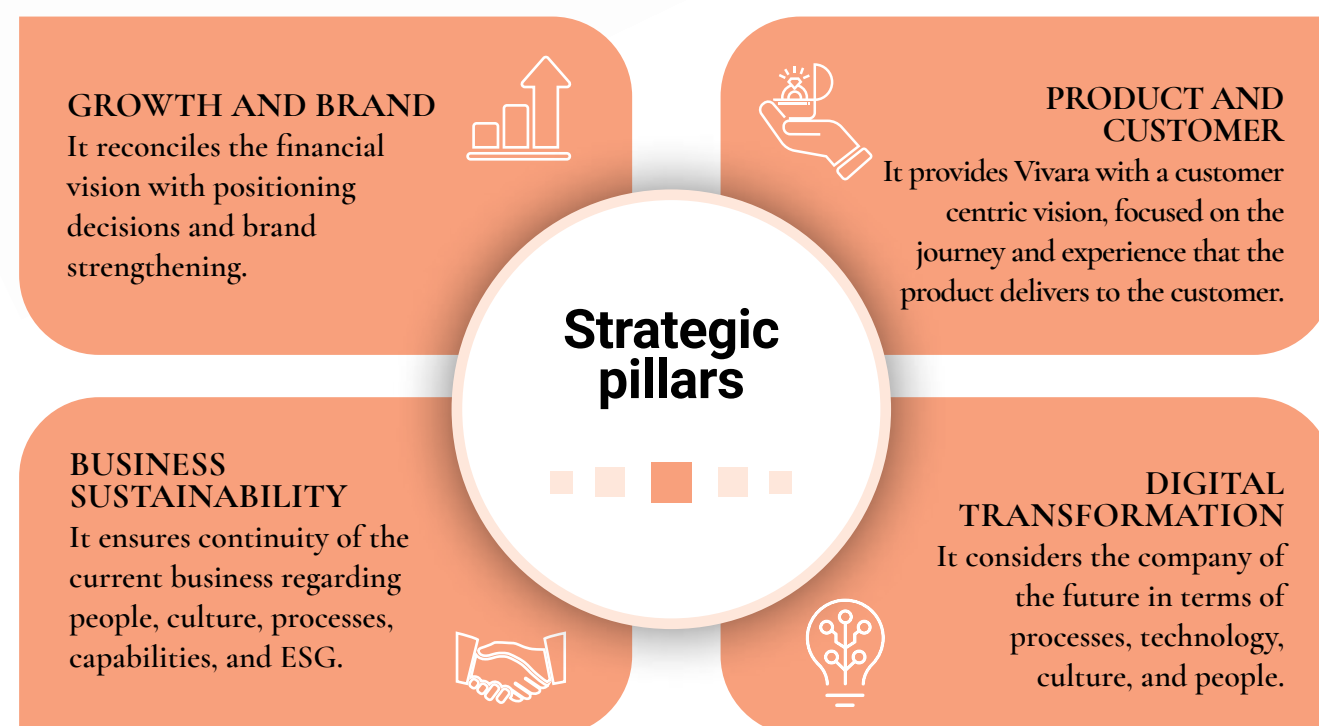 GROWTH AND BRAND
It reconciles the financial
vision with positioning
decisions and brand
strengthening.
PRODUCT AND
CUSTOMER
It provides Vivara with a customer
centric vision, focused on the
journey and experience that the
product delivers to the customer.
Strategic
pillars
BUSINESS
SUSTAINABILITY
It ensures continuity of the
current business regarding
people, culture, processes,
capabilities, and ESG.
DIGITAL
TRANSFORMATION
It considers the company of
the future in terms of
processes, technology,
culture, and people.